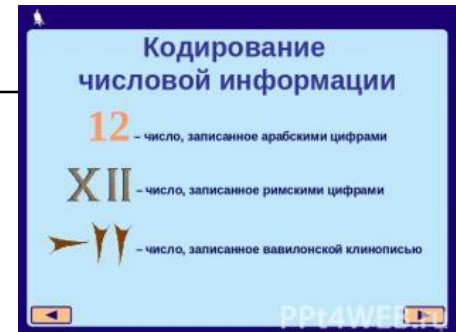 Кодирование
числовой информации
12 – число, записанное арабскими цифрами
XII – число, записанное римскими цифрами
– число, записанное вавилонской клинописью
PPt4WEB.ru